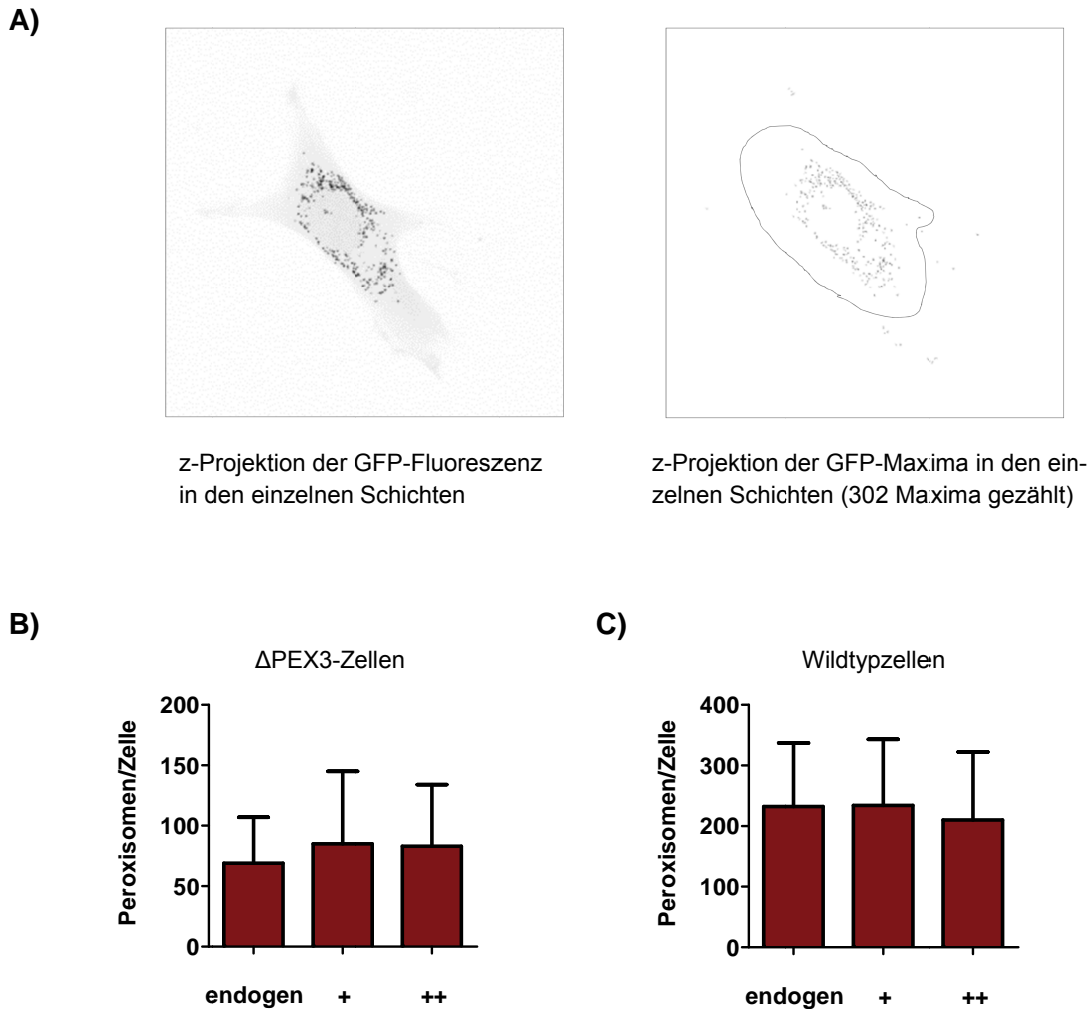 A)
z-Projektion der GFP-Fluoreszenz
in den einzelnen Schichten
z-Projektion der GFP-Maxima in den ein-
zelnen Schichten (302 Maxima gezählt)
B)
ΔPEX3-Zellen
Peroxisomen/Zelle
200
150
100
50
0
endogen + ++
C)
Wildtypzellen
Peroxisomen/Zelle
400
300
200
100
0
endogen + ++